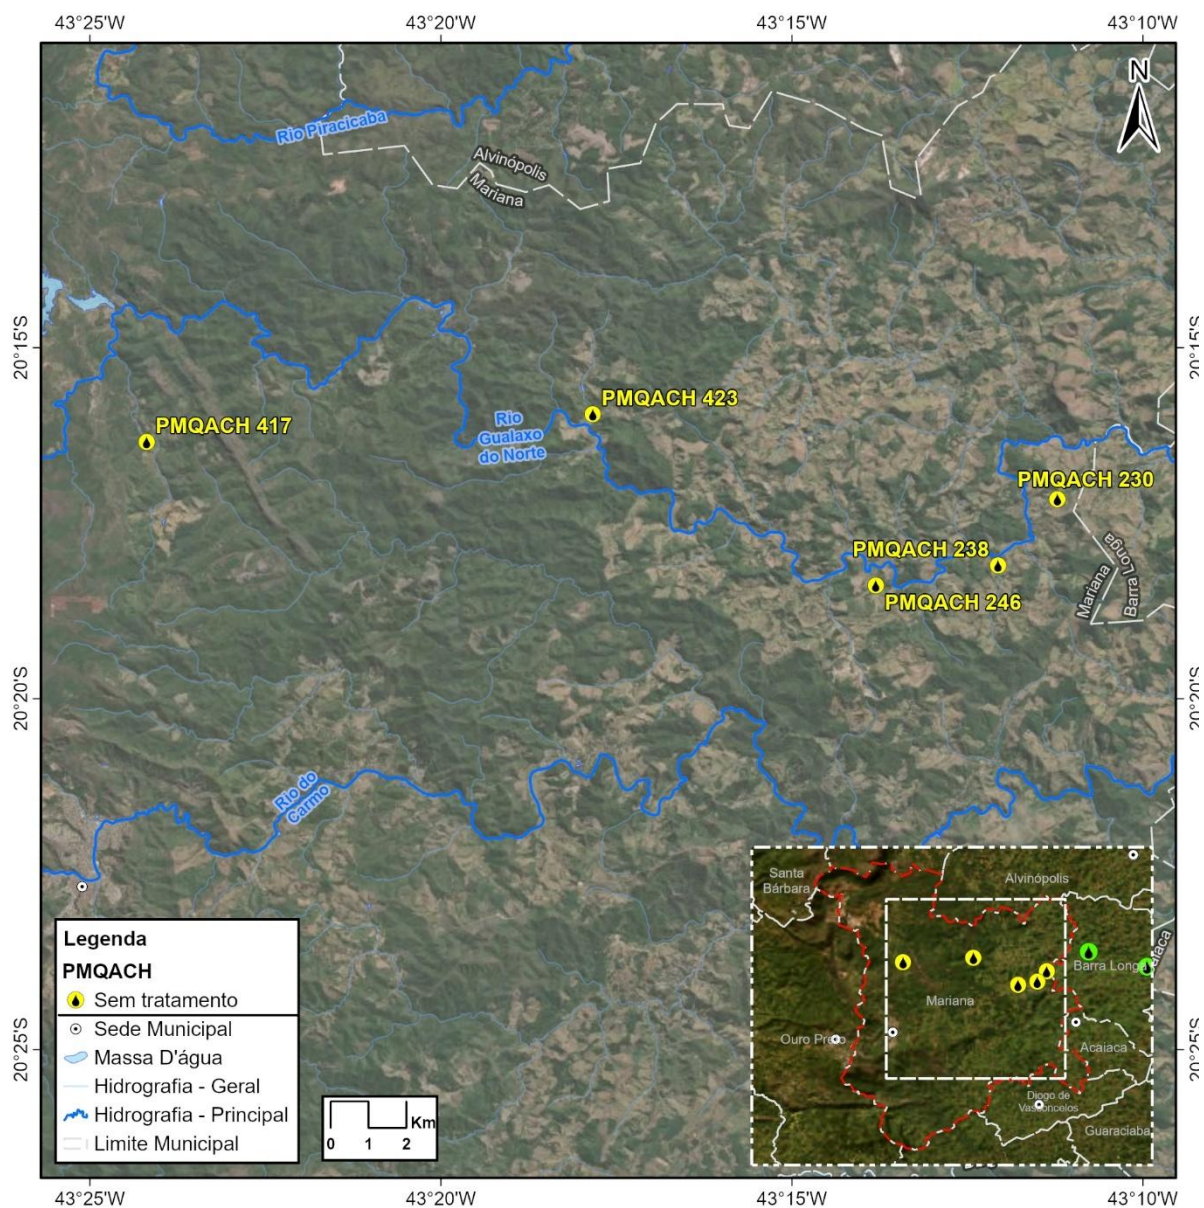 43°25'W
43°20'W
43°15'W
43°10'W
N
Rio Piracicaba
Alvinópolis
Mariana
20°15'S
20°15'S
PMQACH 423
PMQACH 417
Rio
Gualaxo
do Norte
PMQACH 230
PMQACH 238
PMQACH 246
Mariana
Barra Longa
20°20'S
20°20'S
Rio do
Carmo
Santa
Bárbara
Alvinópolis
Barra Longa
Mariana
Ouro Preto
Acaiaca
Diogo de
Vasconcelos
Guaraciaba
Legenda
PMQACH
Sem tratamento
Sede Municipal
Massa D'água
Hidrografia - Geral
Hidrografia - Principal
Limite Municipal
Km
0 1 2
20°25'S
20°25'S
43°25'W
43°20'W
43°15'W
43°10'W